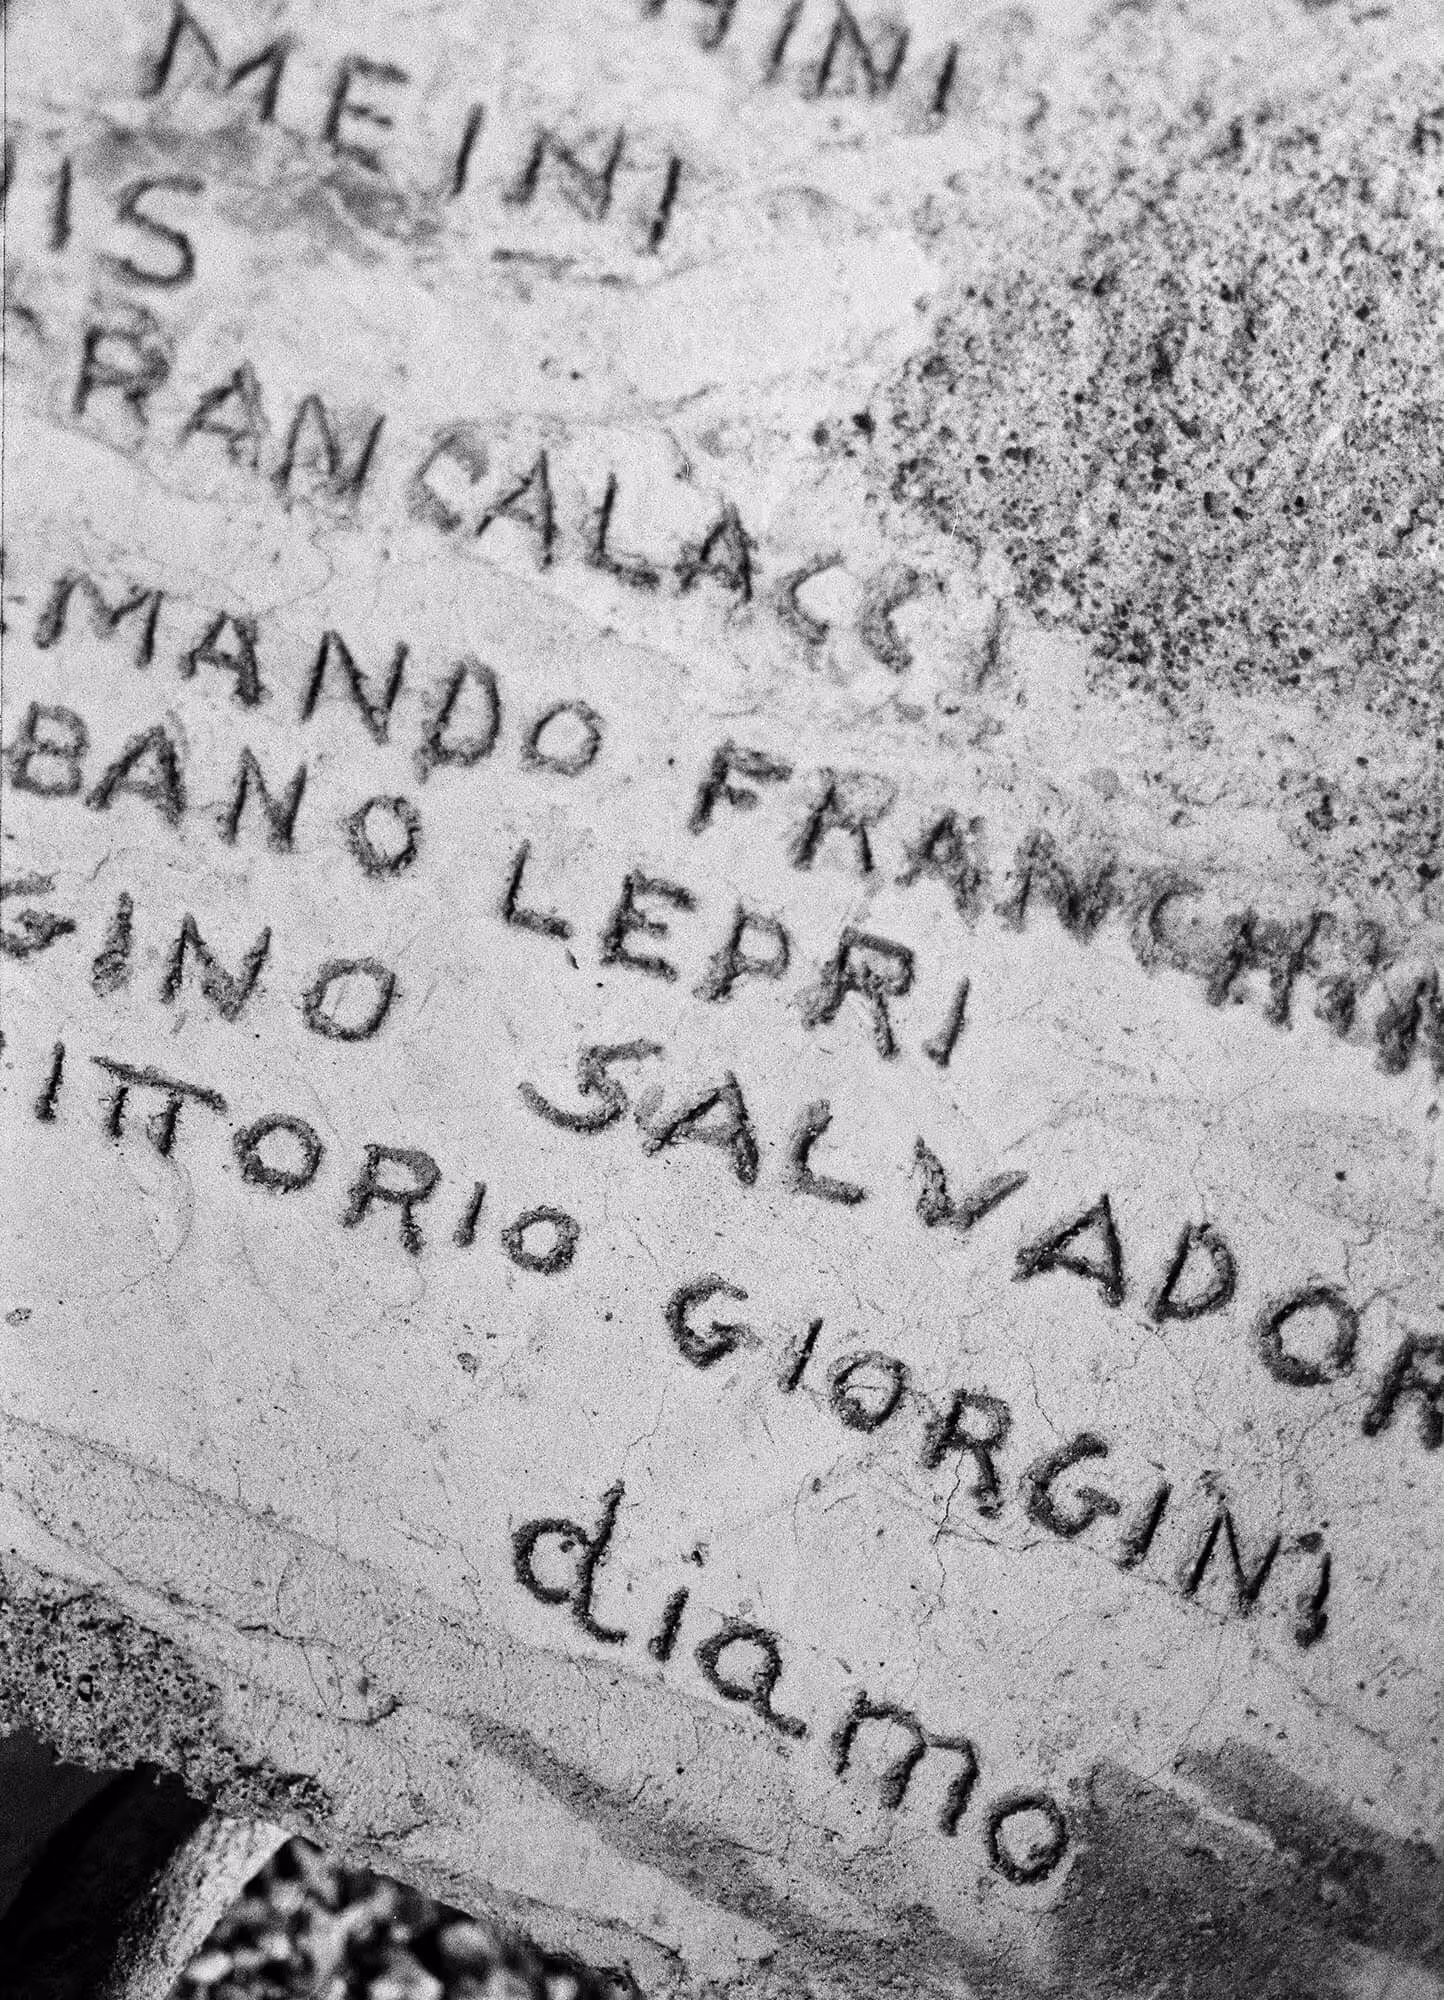 MEINI
IS
RANCALACCI
MANDO FRANCHI
BANO LEPRI
GINO SALVADOR
ITTORIO GIORGINI
diamo